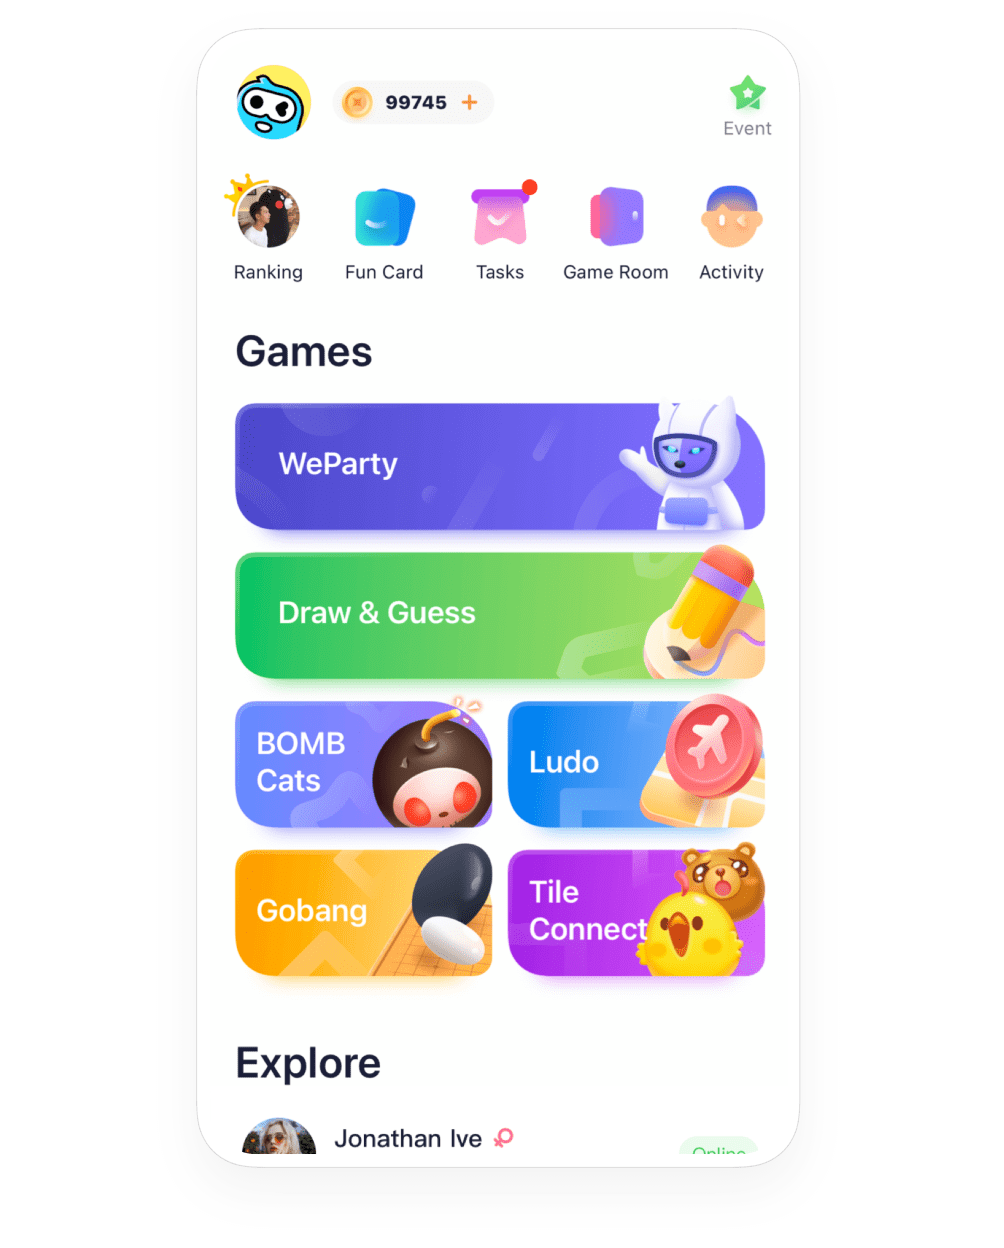 99745 +
Event
Ranking
Fun Card
Tasks
Game Room
Activity
Games
WeParty
Draw & Guess
BOMB
Cats
Ludo
Gobang
Tile
Connect
Explore
Jonathan Ive
Online